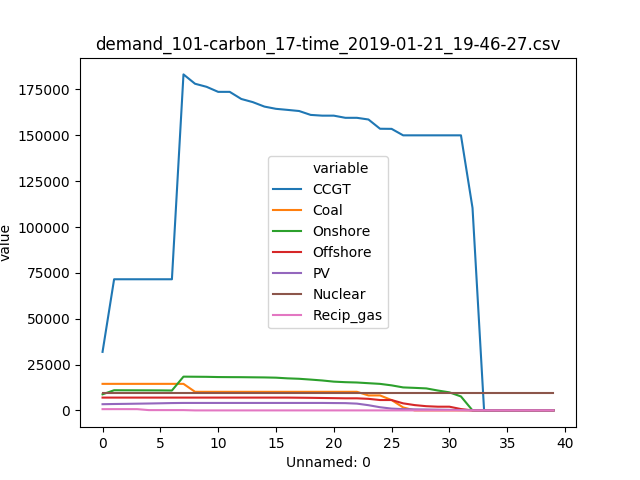 demand_101-carbon_17-time_2019-01-21_19-46-27.csv
175000
150000
125000
100000
75000
50000
25000
0
value
variable
CCGT
Coal
Onshore
Offshore
PV
Nuclear
Recip_gas
0 5 10 15 20 25 30 35 40
Unnamed: 0